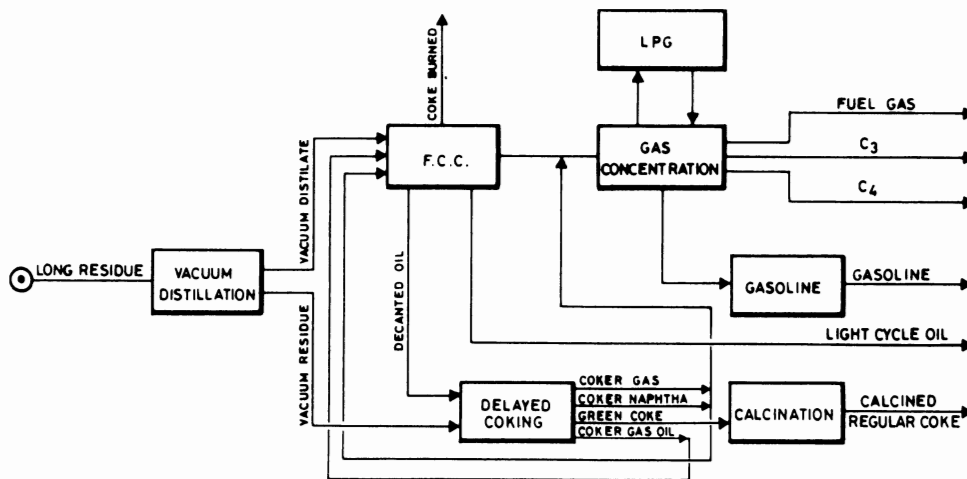 COKE BURNED
LPG
FUEL GAS
F.C.C.
GAS
CONCENTRATION
C3
C4
VACUUM DISTILATE
LONG RESIDUE
VACUUM
DISTILLATION
DECANTED OIL
GASOLINE
GASOLINE
LIGHT CYCLE OIL
VACUUM RESIDUE
DELAYED
COKING
COKER GAS
COKER NAPHTHA
GREEN COKE
COKER GAS OIL
CALCINATION
CALCINED
REGULAR COKE